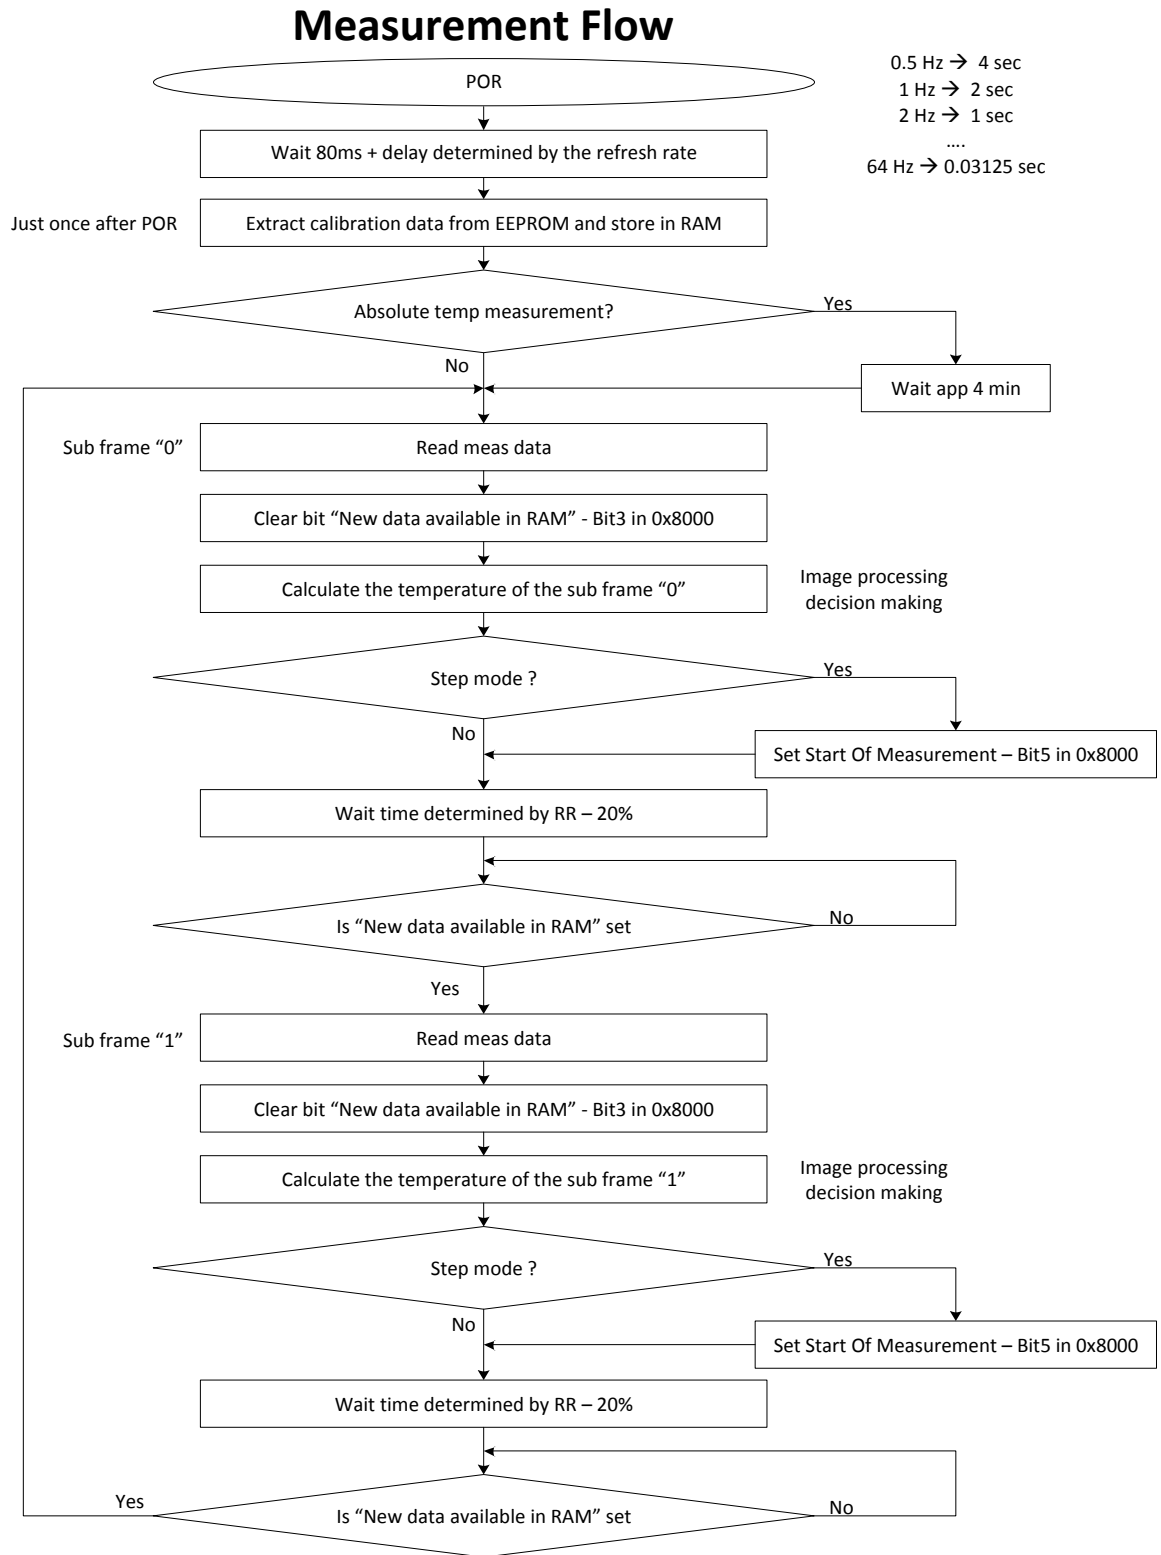 Measurement Flow
0.5 Hz → 4 sec
1 Hz → 2 sec
2 Hz → 1 sec
....
64 Hz → 0.03125 sec
POR
Wait 80ms + delay determined by the refresh rate
Just once after POR
Extract calibration data from EEPROM and store in RAM
Absolute temp measurement?
Yes
No
Wait app 4 min
Sub frame “0”
Read meas data
Clear bit “New data available in RAM” - Bit3 in 0x8000
Calculate the temperature of the sub frame “0”
Image processing
decision making
Step mode ?
Yes
No
Set Start Of Measurement – Bit5 in 0x8000
Wait time determined by RR – 20%
Is “New data available in RAM” set
No
Yes
Sub frame “1”
Read meas data
Clear bit “New data available in RAM” - Bit3 in 0x8000
Calculate the temperature of the sub frame “1”
Image processing
decision making
Step mode ?
Yes
No
Set Start Of Measurement – Bit5 in 0x8000
Wait time determined by RR – 20%
Yes
Is “New data available in RAM” set
No